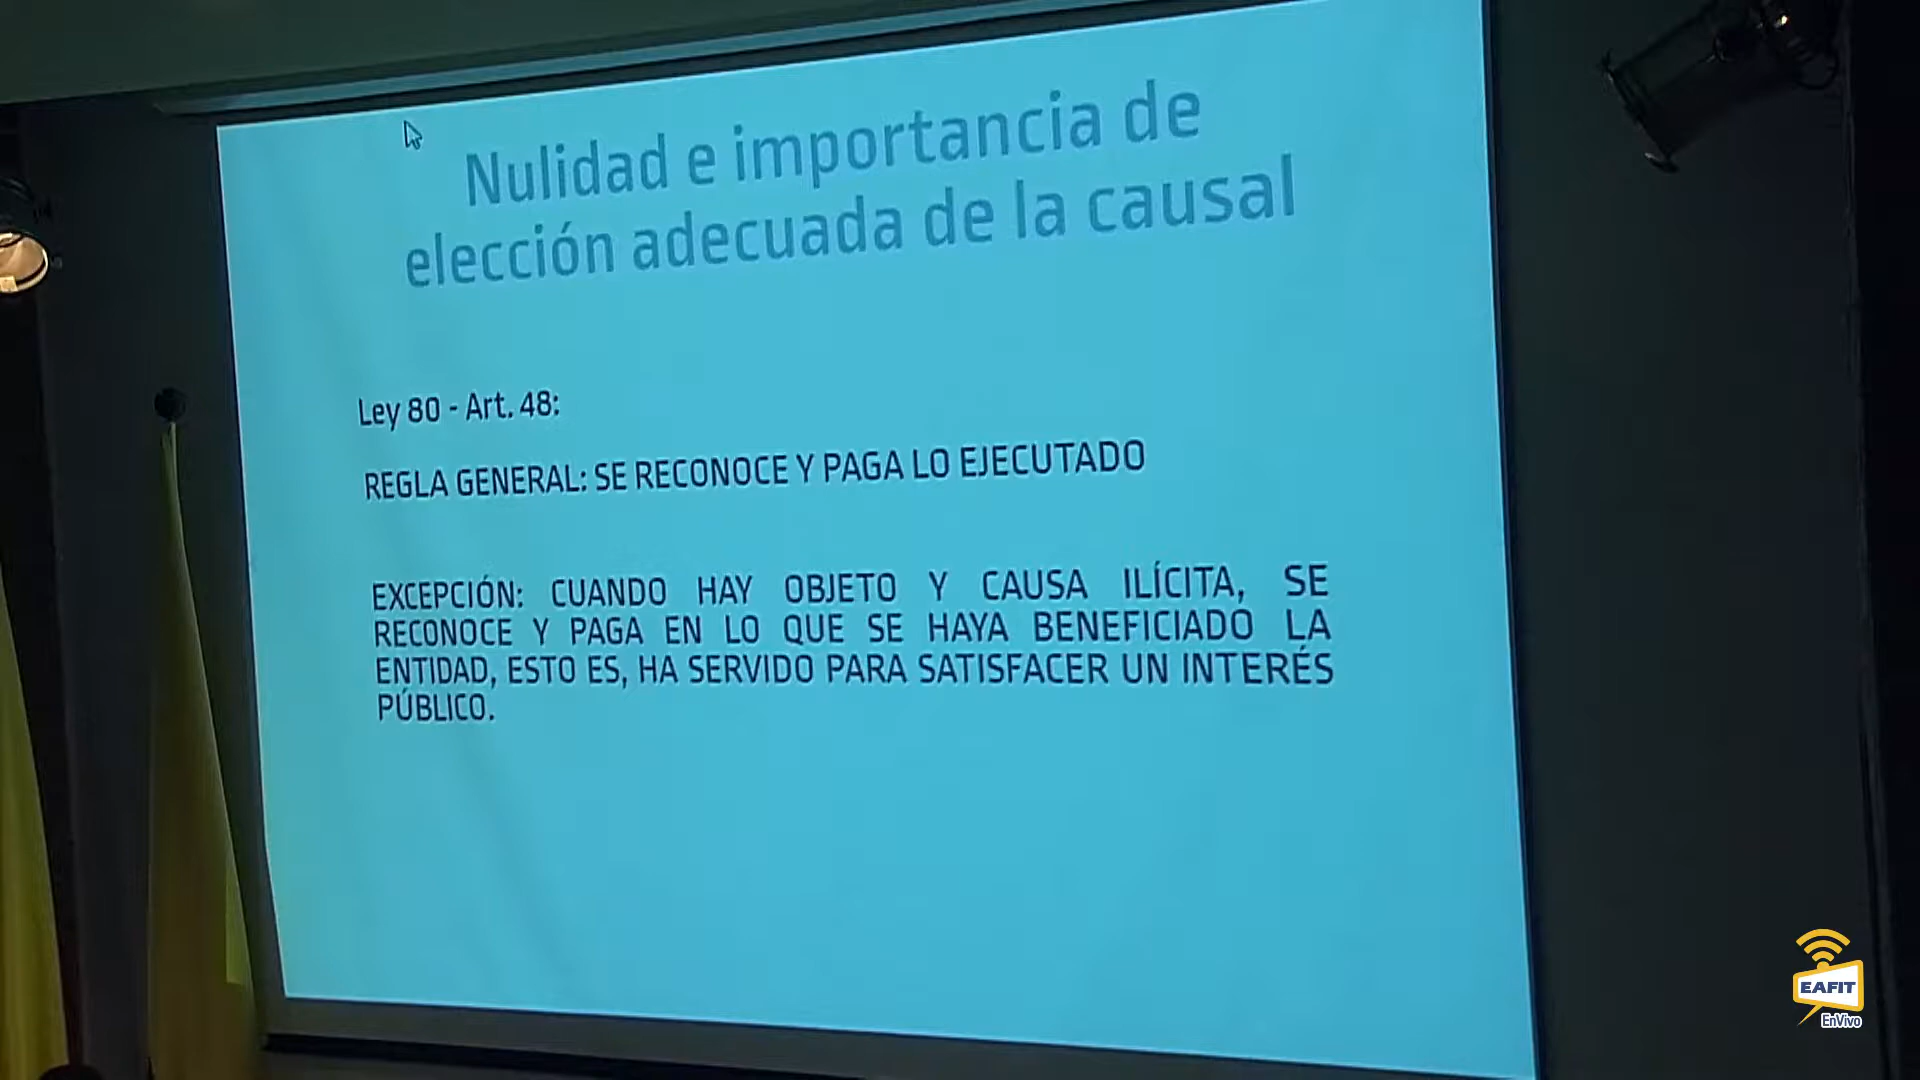 Nulidad e importancia de
elección adecuada de la causal
Ley 80 - Art. 48:
REGLA GENERAL: SE RECONOCE Y PAGA LO EJECUTADO
EXCEPCIÓN: CUANDO HAY OBJETO Y CAUSA ILÍCITA, SE
RECONOCE Y PAGA EN LO QUE SE HAYA BENEFICIADO LA
ENTIDAD, ESTO ES, HA SERVIDO PARA SATISFACER UN INTERÉS
PÚBLICO.
EAFIT
EnVivo